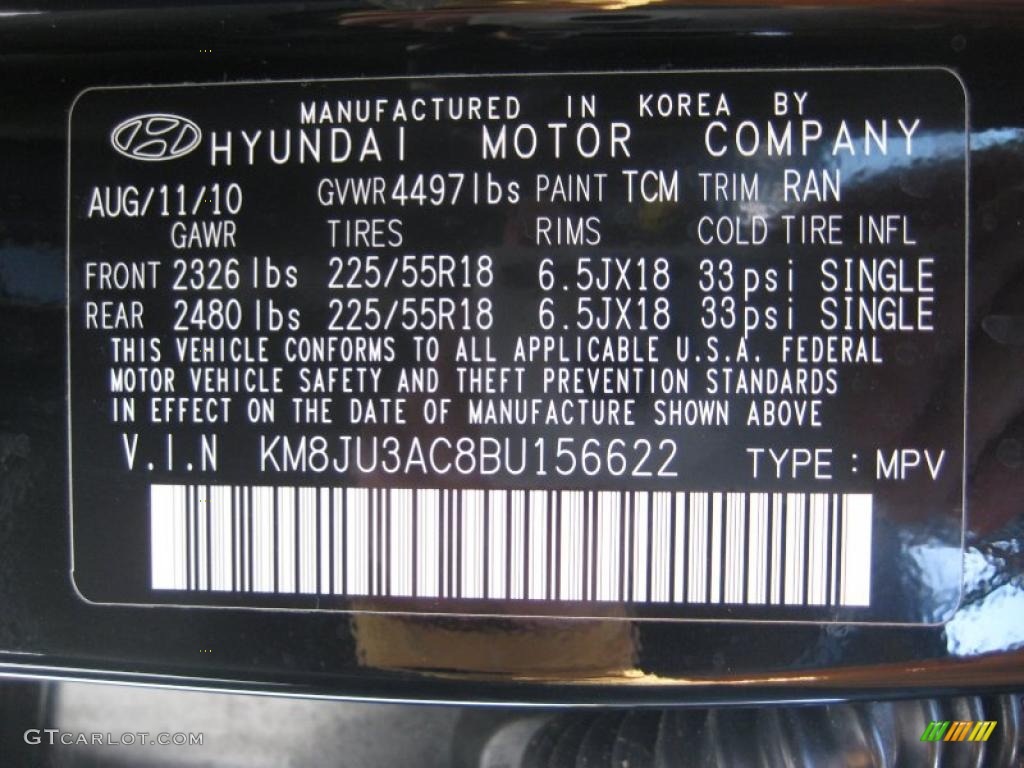 MANUFACTURED IN KOREA BY
HYUNDAI MOTOR COMPANY
AUG/11/10 GVWR 4497 lbs PAINT TCM TRIM RAN
GAWR TIRES RIMS COLD TIRE INFL
FRONT 2326 lbs 225/55R18 6.5JX18 33psi SINGLE
REAR 2480 lbs 225/55R18 6.5JX18 33psi SINGLE
THIS VEHICLE CONFORMS TO ALL APPLICABLE U.S.A. FEDERAL
MOTOR VEHICLE SAFETY AND THEFT PREVENTION STANDARDS
IN EFFECT ON THE DATE OF MANUFACTURE SHOWN ABOVE
V.I.N KM8JU3AC8BU156622 TYPE : MPV
GTCARLOT.COM